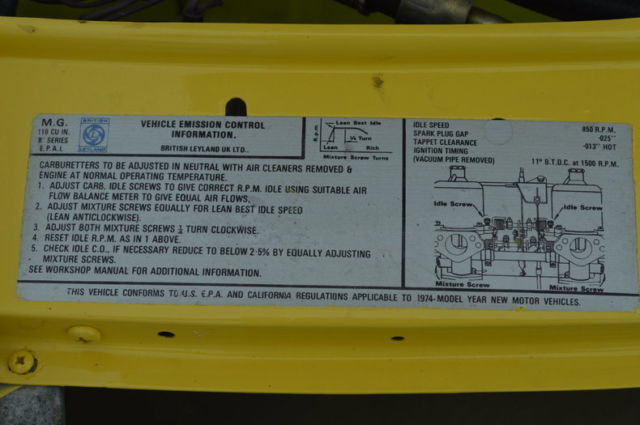 M.G.
110 CU IN.
'B' SERIES
E.P.A.I.
BRITISH
LEYLAND
VEHICLE EMISSION CONTROL
INFORMATION.
BRITISH LEYLAND UK LTD..
Lean Best Idle
¼ Turn
Lean Rich
Mixture Screw Turns
IDLE SPEED 850 R.P.M.
SPARK PLUG GAP .025"
TAPPET CLEARANCE .013" HOT
IGNITION TIMING
(VACUUM PIPE REMOVED) 11° B.T.D.C. at 1500 R.P.M.
CARBURETTERS TO BE ADJUSTED IN NEUTRAL WITH AIR CLEANERS REMOVED &
ENGINE AT NORMAL OPERATING TEMPERATURE.
1. ADJUST CARB. IDLE SCREWS TO GIVE CORRECT R.P.M. IDLE USING SUITABLE AIR
FLOW BALANCE METER TO GIVE EQUAL AIR FLOWS.
2. ADJUST MIXTURE SCREWS EQUALLY FOR LEAN BEST IDLE SPEED
(LEAN ANTICLOCKWISE).
3. ADJUST BOTH MIXTURE SCREWS ¼ TURN CLOCKWISE.
4. RESET IDLE R.P.M. AS IN 1 ABOVE.
5. CHECK IDLE C.O., IF NECESSARY REDUCE TO BELOW 2·5% BY EQUALLY ADJUSTING
MIXTURE SCREWS.
SEE WORKSHOP MANUAL FOR ADDITIONAL INFORMATION.
Idle Screw Idle Screw
Mixture Screw Mixture Screw
THIS VEHICLE CONFORMS TO U.S. E.P.A. AND CALIFORNIA REGULATIONS APPLICABLE TO 1974-MODEL YEAR NEW MOTOR VEHICLES.